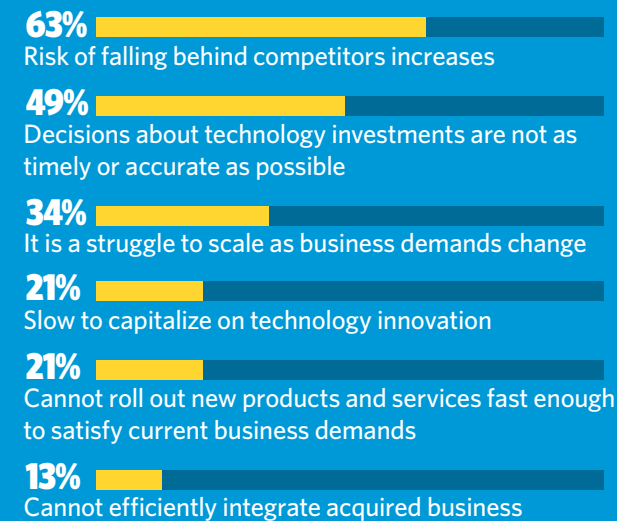 63%
Risk of falling behind competitors increases
49%
Decisions about technology investments are not as
timely or accurate as possible
34%
It is a struggle to scale as business demands change
21%
Slow to capitalize on technology innovation
21%
Cannot roll out new products and services fast enough
to satisfy current business demands
13%
Cannot efficiently integrate acquired business